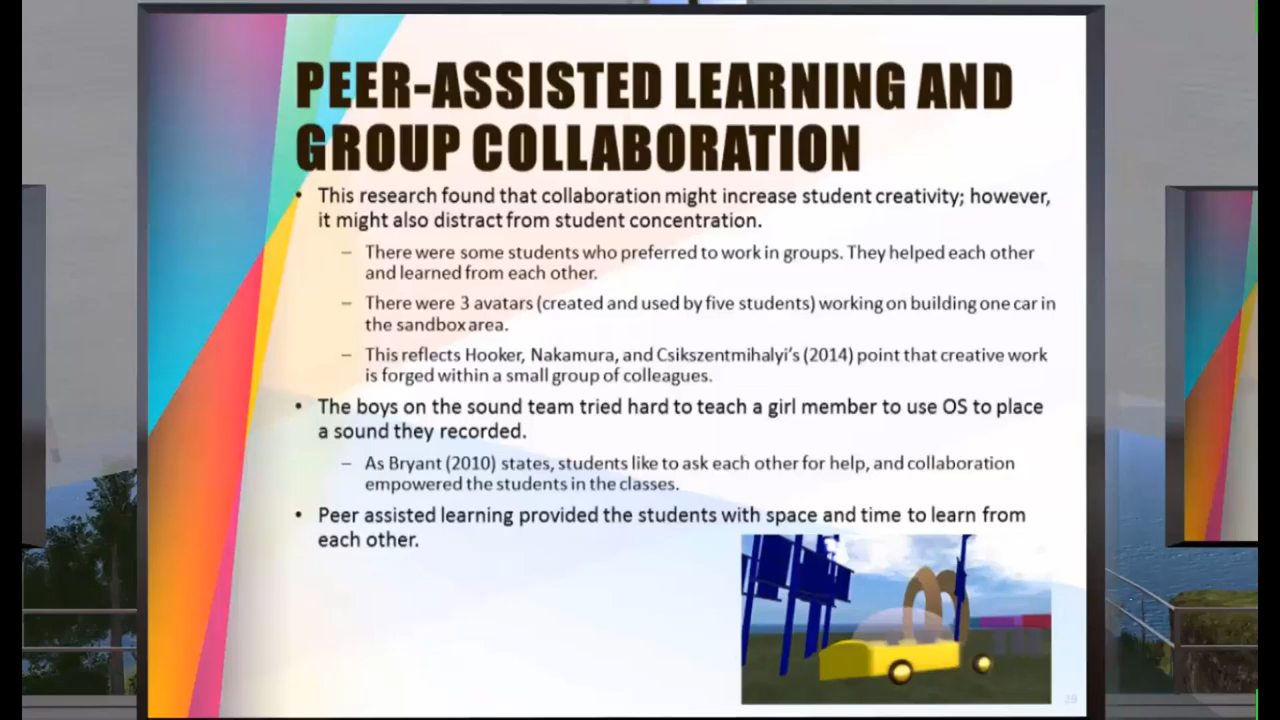 PEER-ASSISTED LEARNING AND
GROUP COLLABORATION
• This research found that collaboration might increase student creativity; however,
it might also distract from student concentration.
– There were some students who preferred to work in groups. They helped each other
and learned from each other.
– There were 3 avatars (created and used by five students) working on building one car in
the sandbox area.
– This reflects Hooker, Nakamura, and Csikszentmihalyi's (2014) point that creative work
is forged within a small group of colleagues.
• The boys on the sound team tried hard to teach a girl member to use OS to place
a sound they recorded.
– As Bryant (2010) states, students like to ask each other for help, and collaboration
empowered the students in the classes.
• Peer assisted learning provided the students with space and time to learn from
each other.
39